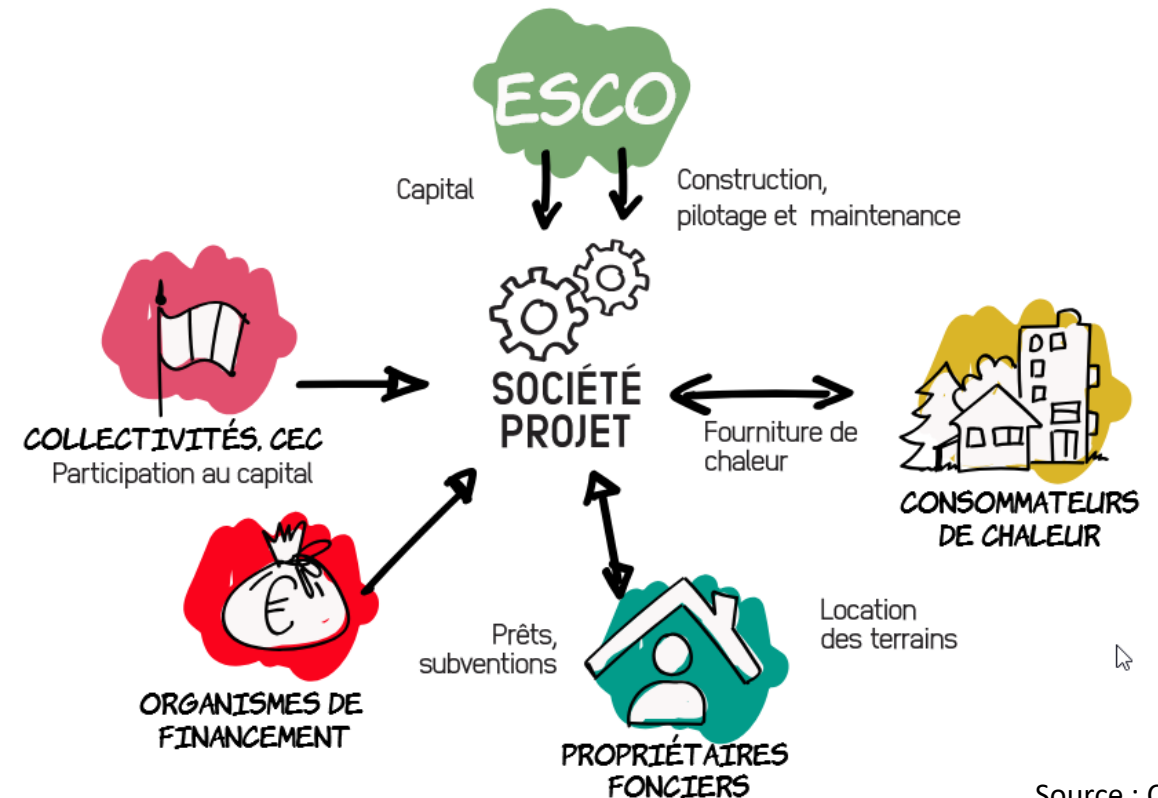 ESCO
Capital
Construction,
pilotage et maintenance
SOCIÉTÉ
PROJET
COLLECTIVITÉS, CEC
Participation au capital
Fourniture de
chaleur
CONSOMMATEURS
DE CHALEUR
€
Prêts,
subventions
Location
des terrains
ORGANISMES DE
FINANCEMENT
PROPRIÉTAIRES
FONCIERS
Source :